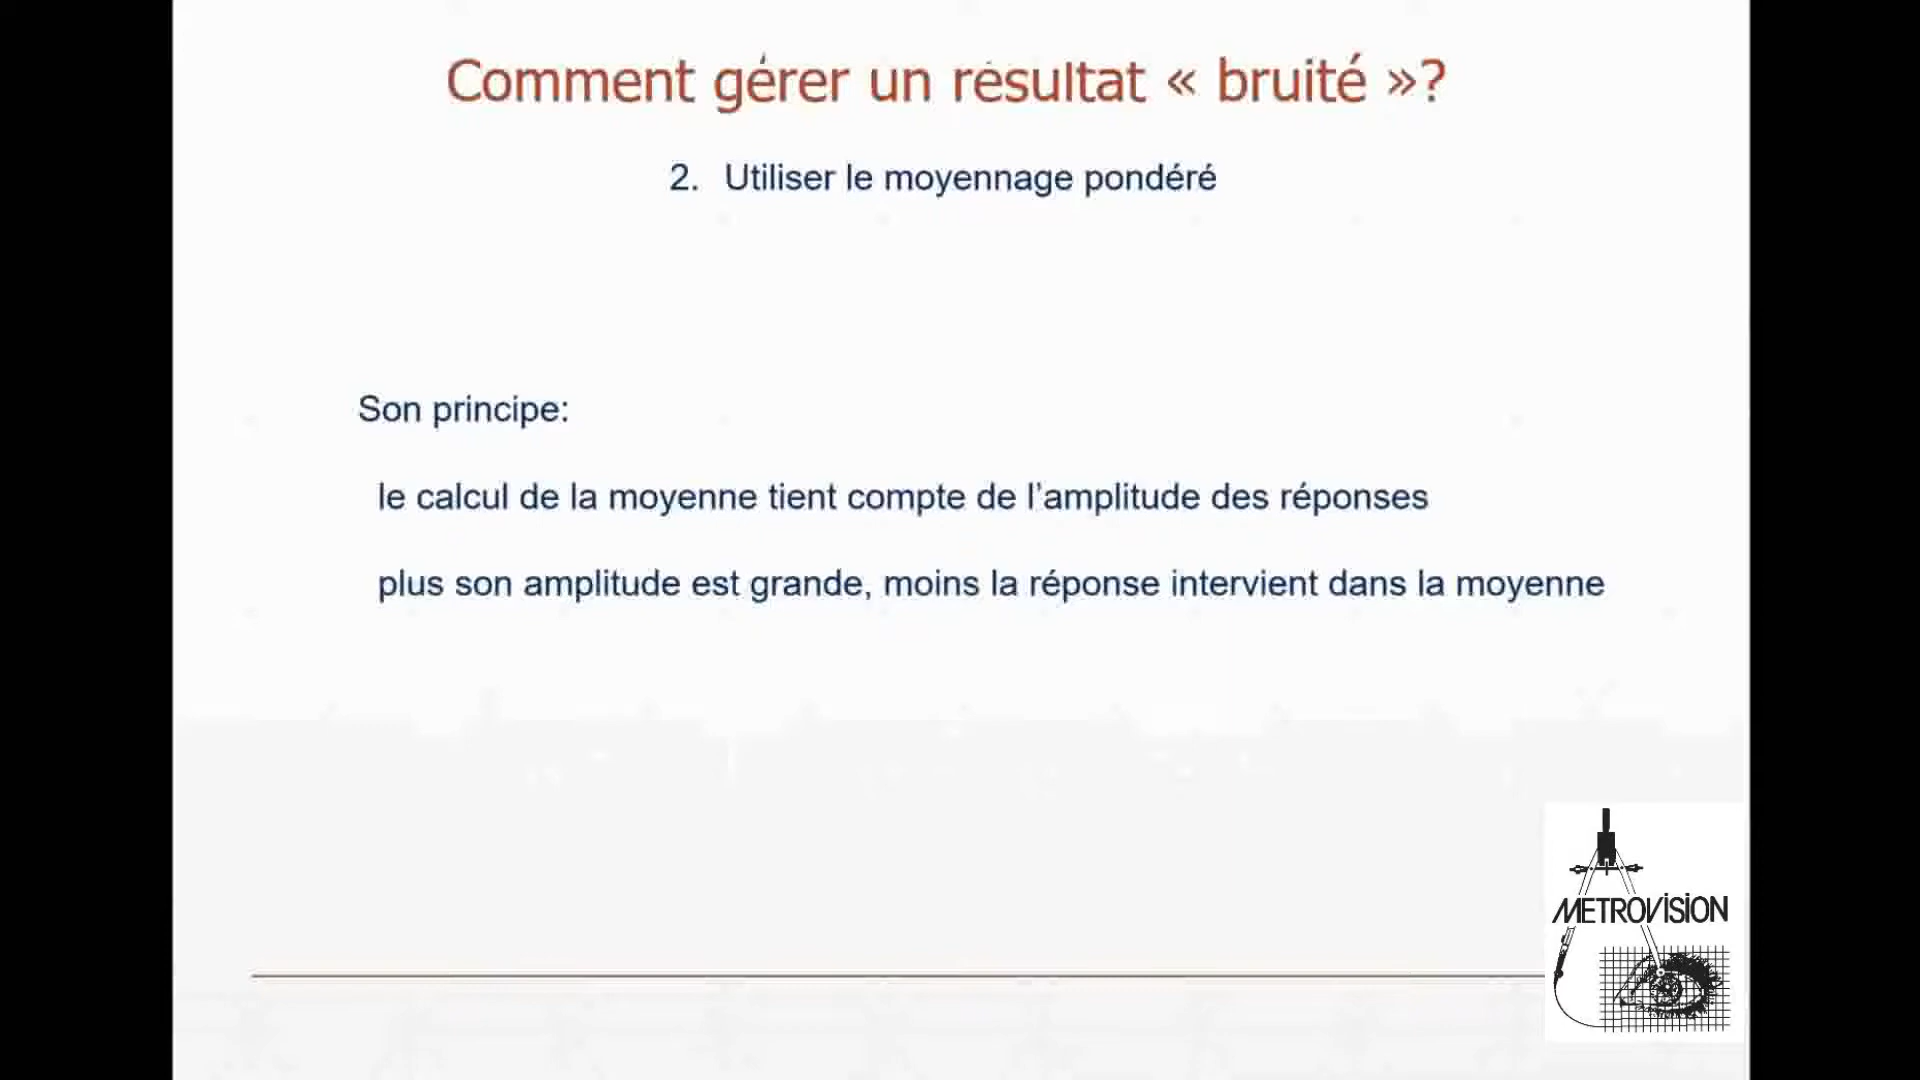 Comment gérer un résultat « bruité »?
2. Utiliser le moyennage pondéré
Son principe:
le calcul de la moyenne tient compte de l’amplitude des réponses
plus son amplitude est grande, moins la réponse intervient dans la moyenne
METROVISION